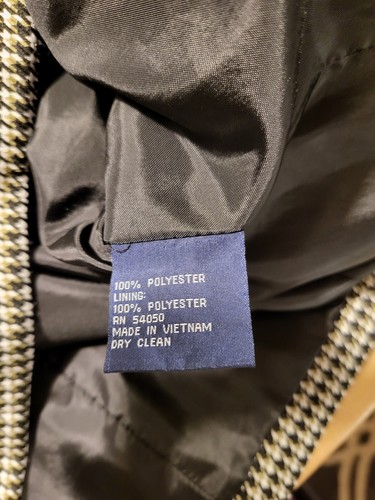 100% POLYESTER
LINING:
100% POLYESTER
RN 54050
MADE IN VIETNAM
DRY CLEAN